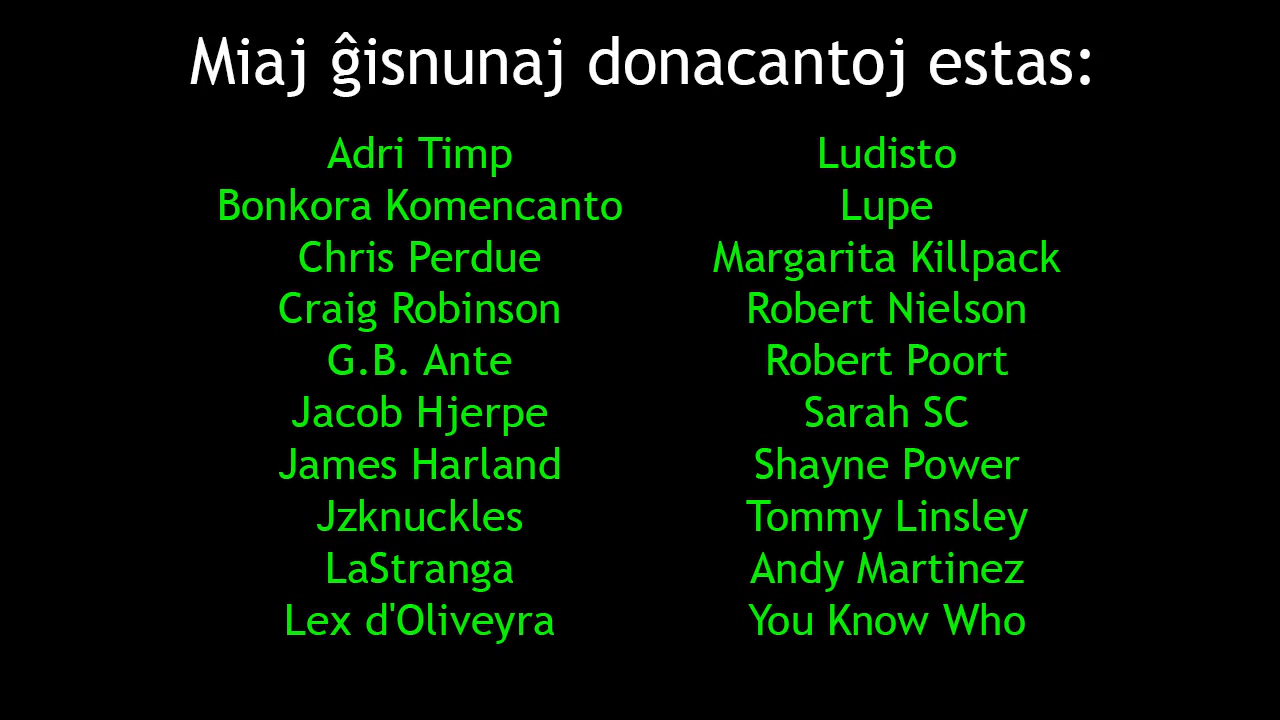 Miaj ĝisnunaj donacantoj estas:
Adri Timp
Bonkora Komencanto
Chris Perdue
Craig Robinson
G.B. Ante
Jacob Hjerpe
James Harland
Jzknuckles
LaStranga
Lex d'Oliveyra
Ludisto
Lupe
Margarita Killpack
Robert Nielson
Robert Poort
Sarah SC
Shayne Power
Tommy Linsley
Andy Martinez
You Know Who